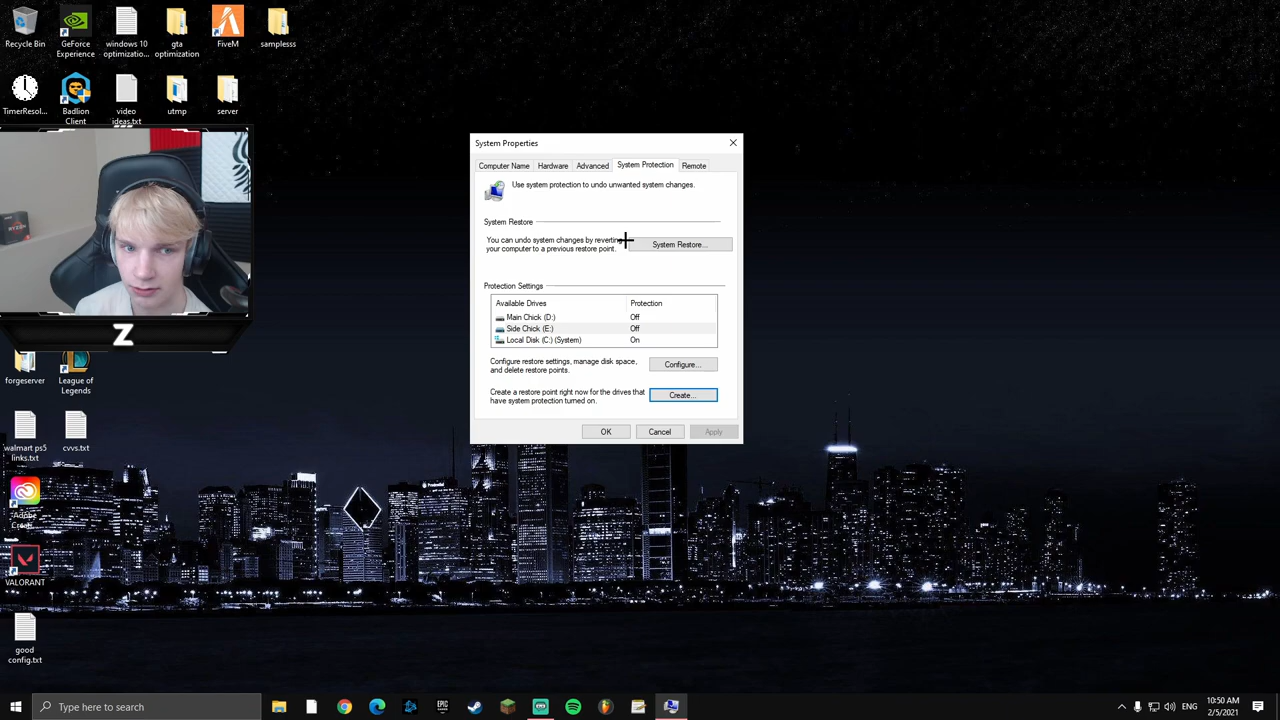 Recycle Bin
GeForce
Experience
windows 10
optimizatio...
gta
optimization
FiveM
samplesss
TimerResol...
Badlion
Client
video
ideas.txt
utmp
server
Z
forgeserver
League of
Legends
walmart ps5
links.txt
cvvs.txt
VALORANT
good
config.txt
System Properties
Computer Name
Hardware
Advanced
System Protection
Remote
Use system protection to undo unwanted system changes.
System Restore
You can undo system changes by reverting
your computer to a previous restore point.
System Restore...
Protection Settings
Available Drives
Protection
Main Chick (D:)
Off
Side Chick (E:)
Off
Local Disk (C:) (System)
On
Configure restore settings, manage disk space,
and delete restore points.
Configure...
Create a restore point right now for the drives that
have system protection turned on.
Create...
OK
Cancel
Apply
Type here to search
EPIC
GAMES
ENG
10:50 AM
2/5/2021